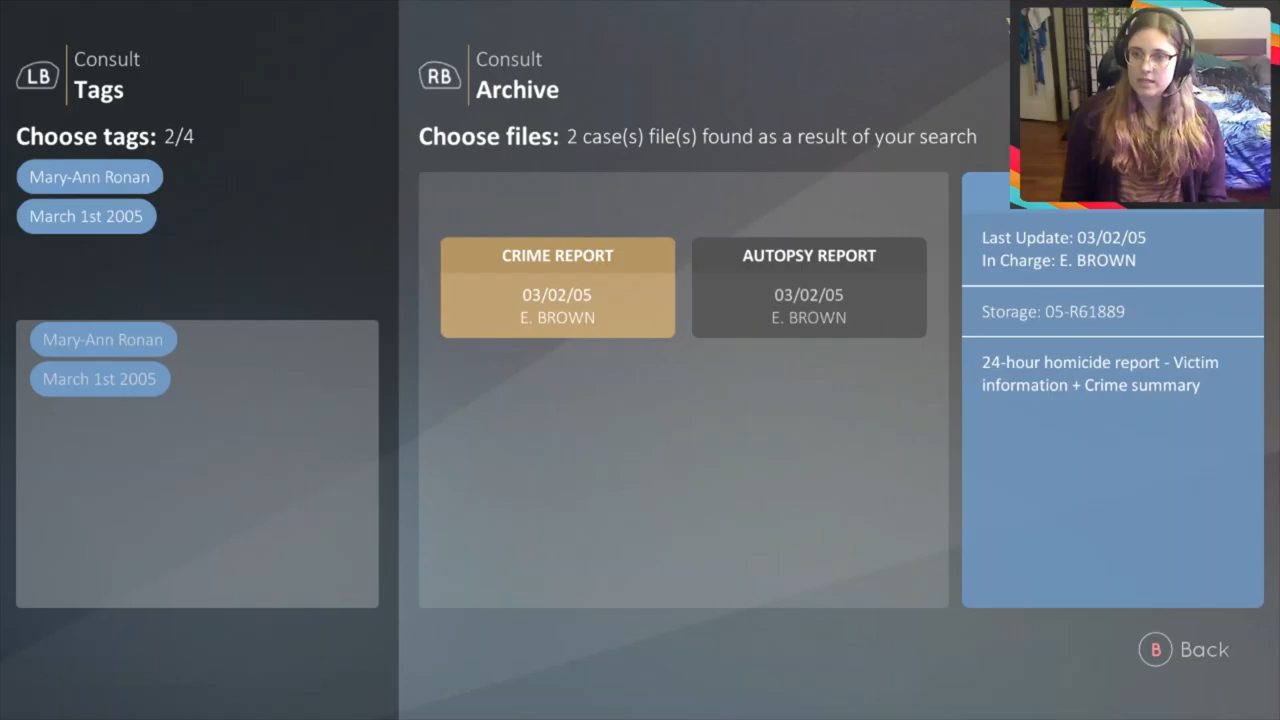 LB
Consult
Tags
Choose tags: 2/4
Mary-Ann Ronan
March 1st 2005
Mary-Ann Ronan
March 1st 2005
RB
Consult
Archive
Choose files: 2 case(s) file(s) found as a result of your search
CRIME REPORT
03/02/05
E. BROWN
AUTOPSY REPORT
03/02/05
E. BROWN
Last Update: 03/02/05
In Charge: E. BROWN
Storage: 05-R61889
24-hour homicide report - Victim
information + Crime summary
B Back